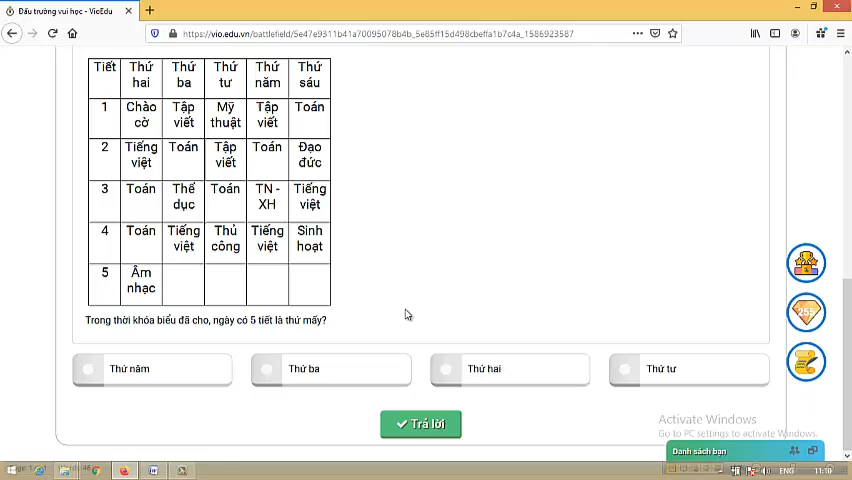 Đấu trường vui học - VioEdu
https://vio.edu.vn/battlefield/5e47e9311b41a70095078b4b_5e85ff15d498cbeffa1b7c4a_1586923587
Tiết Thứ hai Thứ ba Thứ tư Thứ năm Thứ sáu
1 Chào cờ Tập viết Mỹ thuật Tập viết Toán
2 Tiếng việt Toán Tập viết Toán Đạo đức
3 Toán Thể dục Toán TN - XH Tiếng việt
4 Toán Tiếng việt Thủ công Tiếng việt Sinh hoạt
5 Âm nhạc
255
Trong thời khóa biểu đã cho, ngày có 5 tiết là thứ mấy?
Thứ năm
Thứ ba
Thứ hai
Thứ tư
Trả lời
Activate Windows
Go to PC settings to activate Windows.
Danh sách bạn
ENG
11:10